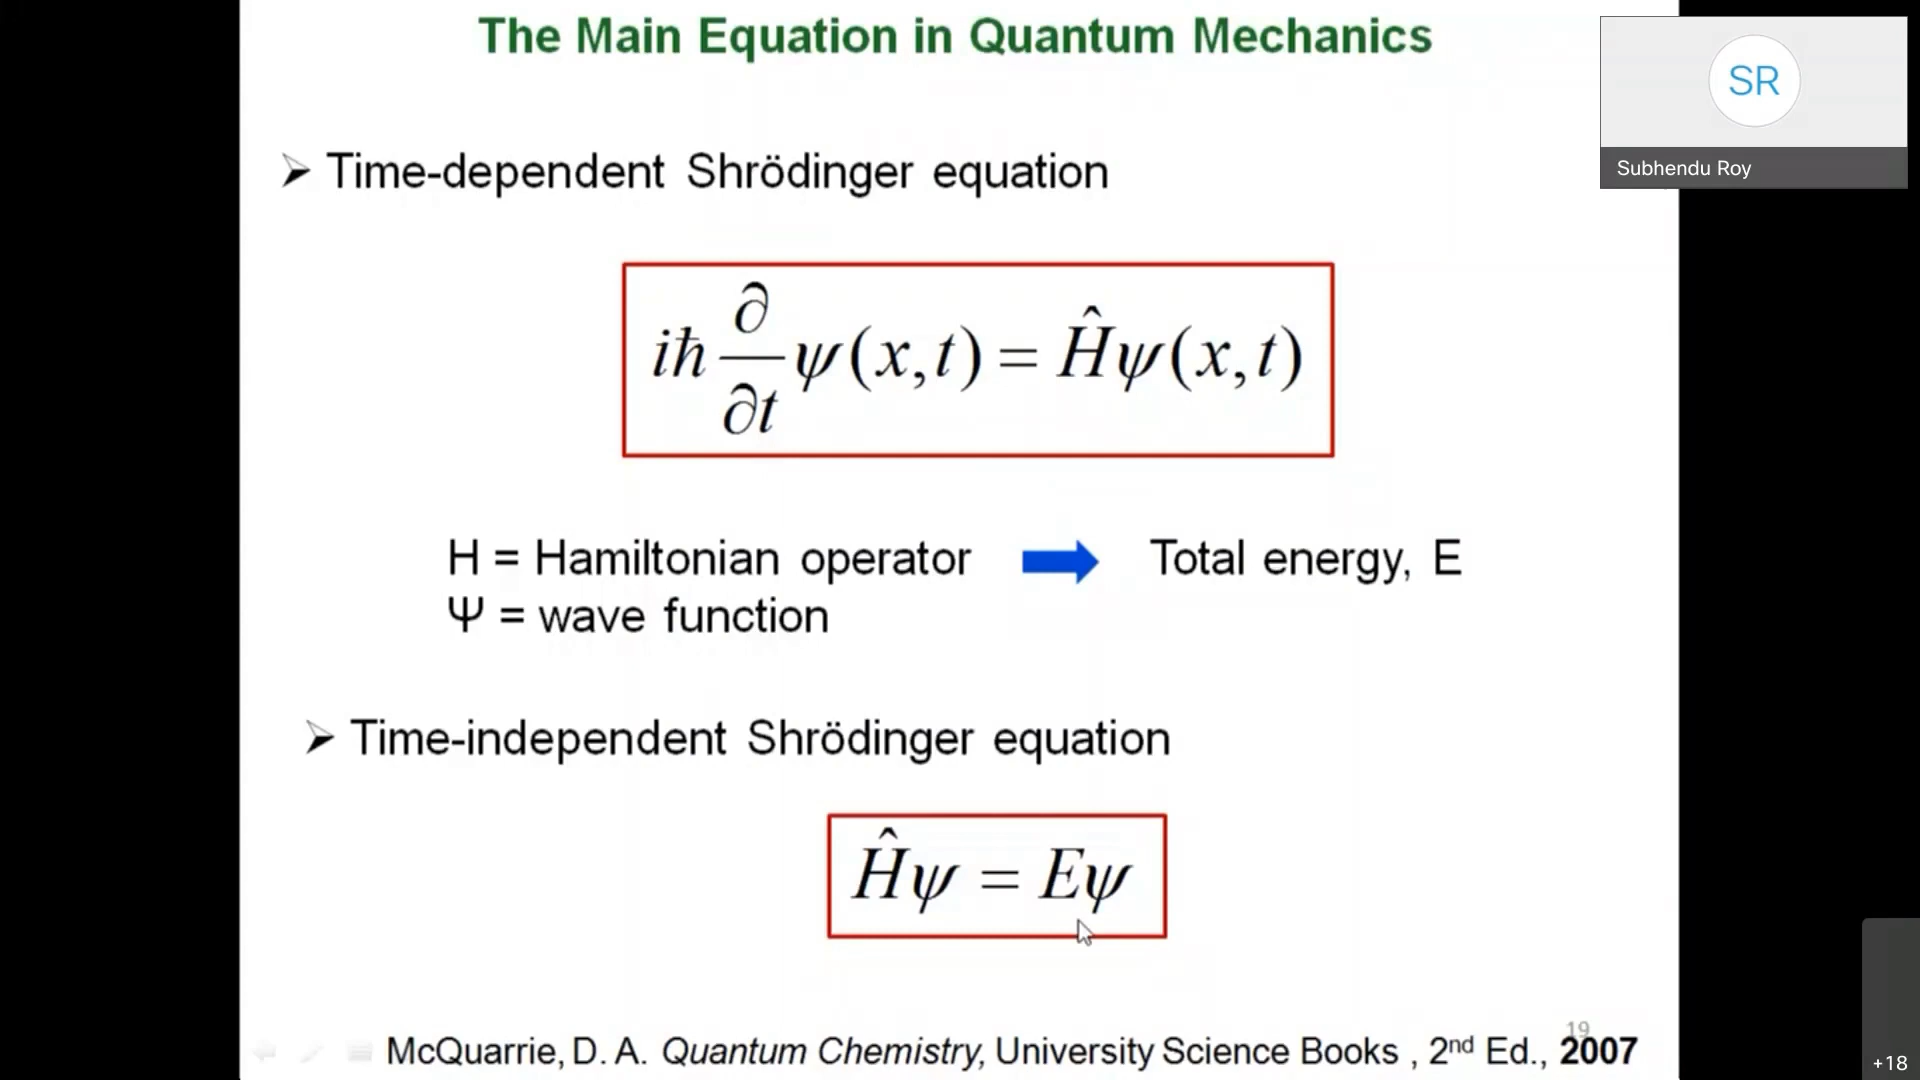 The Main Equation in Quantum Mechanics
SR
Subhendu Roy
➢ Time-dependent Shrödinger equation
iħ ∂/∂t ψ(x,t) = Ĥψ(x,t)
H = Hamiltonian operator ➡ Total energy, E
Ψ = wave function
➢ Time-independent Shrödinger equation
Ĥψ = Eψ
19
McQuarrie, D. A. Quantum Chemistry, University Science Books , 2nd Ed., 2007
+18